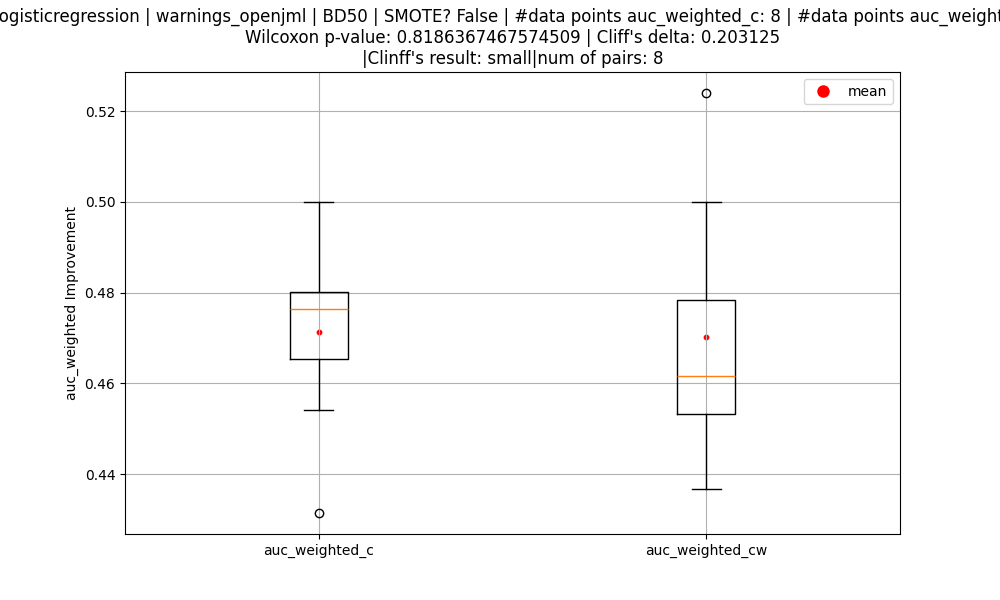 ogisticregression | warnings_openjml | BD50 | SMOTE? False | #data points auc_weighted_c: 8 | #data points auc_weight
Wilcoxon p-value: 0.8186367467574509 | Cliff's delta: 0.203125
|Clinff's result: small|num of pairs: 8
mean
0.52
0.50
0.48
0.46
0.44
auc_weighted Improvement
auc_weighted_c
auc_weighted_cw